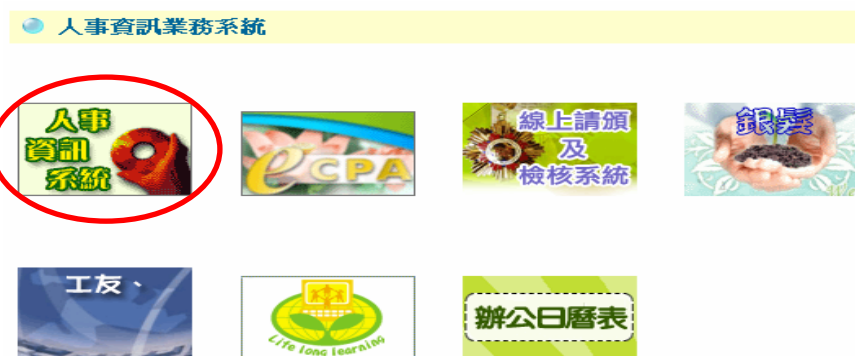 人事資訊業務系統
人事
資訊
系統
eCPA
線上請頒
及
檢核系統
銀髮
工友、
Life long learning
辦公日曆表